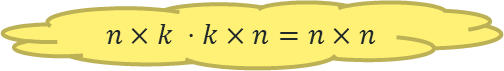 n × k · k × n = n × n